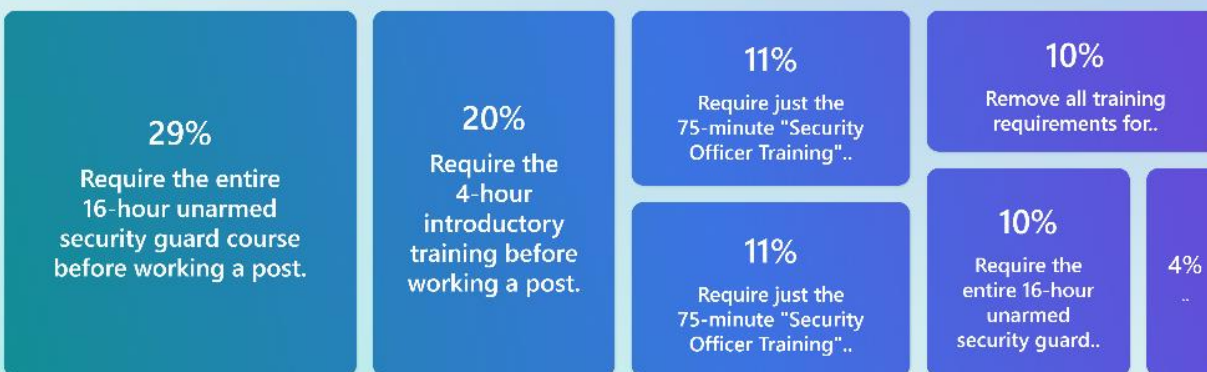 29%
Require the entire
16-hour unarmed
security guard course
before working a post.
20%
Require the
4-hour
introductory
training before
working a post.
11%
Require just the
75-minute "Security
Officer Training"..
11%
Require just the
75-minute "Security
Officer Training"..
10%
Remove all training
requirements for..
10%
Require the
entire 16-hour
unarmed
security guard..
4%
..